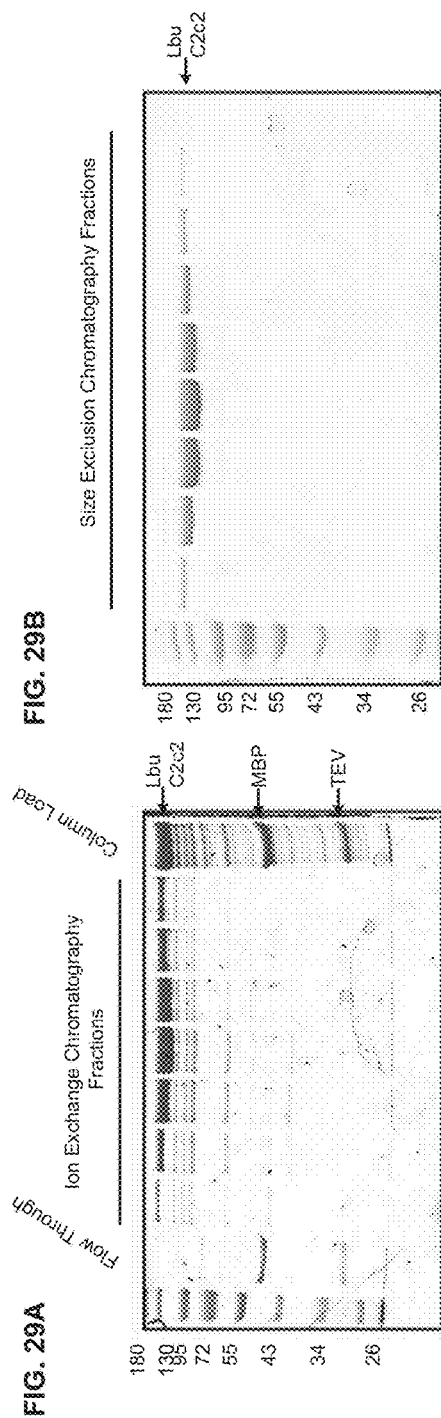 FIG. 29A
Flow Through
Ion Exchange Chromatography
Fractions
Column Load
180
130
95
72
55
43
34
26
Lbu
C2c2
MBP
TEV
FIG. 29B
Size Exclusion Chromatography Fractions
180
130
95
72
55
43
34
26
Lbu
C2c2